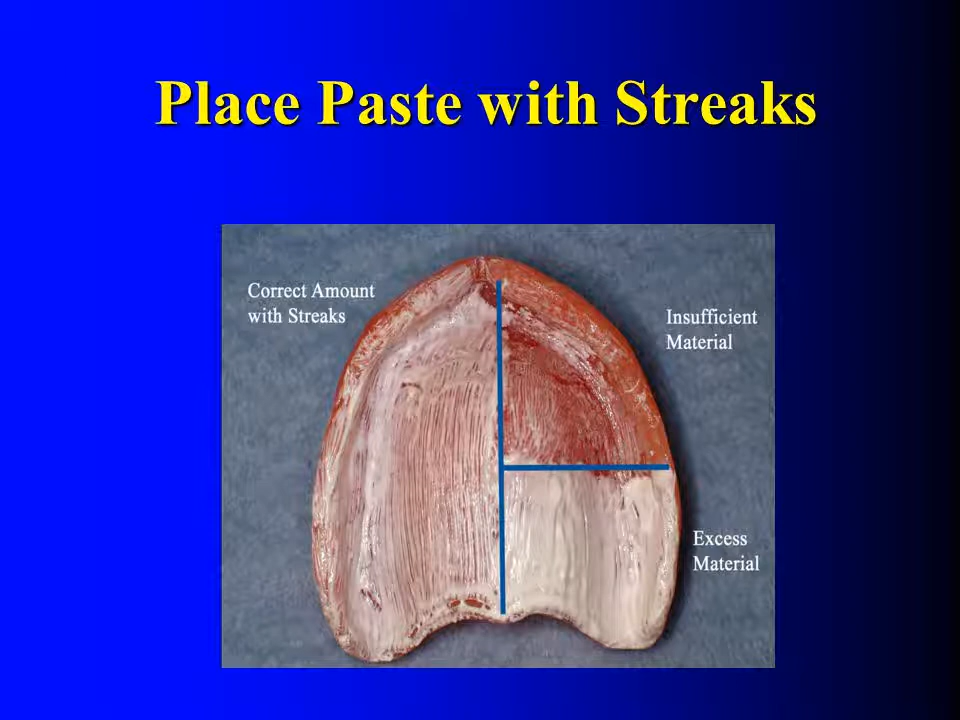 Place Paste with Streaks
Correct Amount
with Streaks
Insufficient
Material
Excess
Material